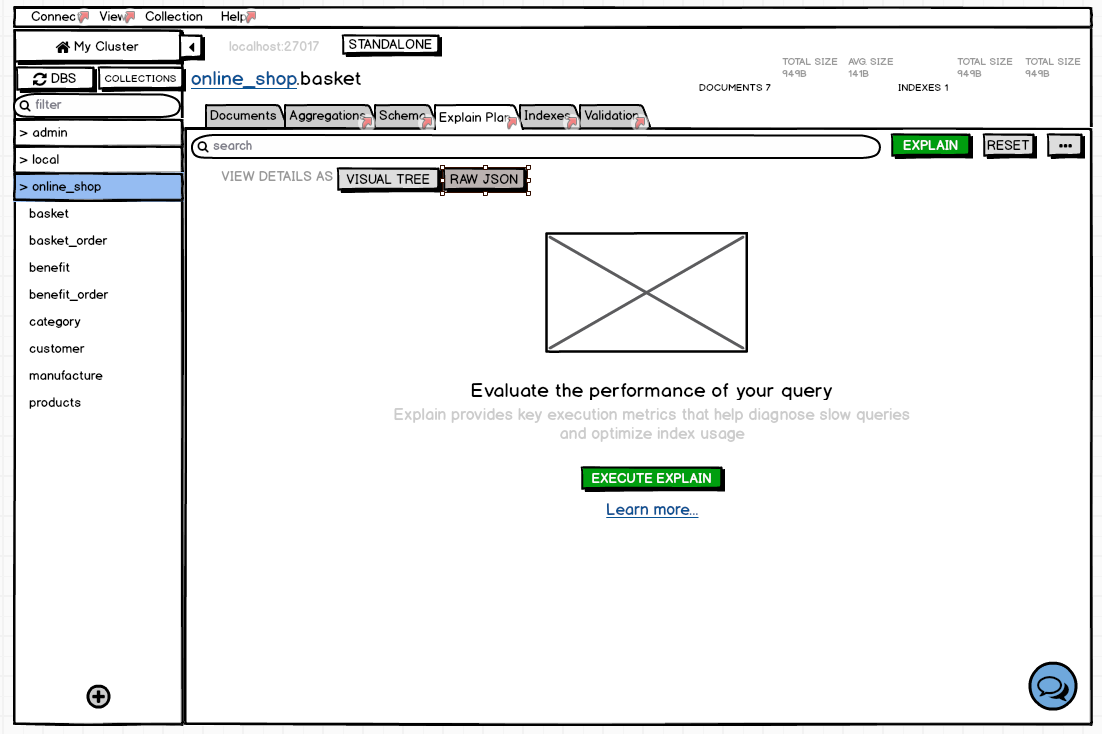 Connec View Collection Help
My Cluster
localhost:27017
STANDALONE
DBS
COLLECTIONS
online_shop.basket
DOCUMENTS 7
TOTAL SIZE
949B
AVG. SIZE
141B
INDEXES 1
TOTAL SIZE
949B
TOTAL SIZE
949B
filter
> admin
> local
> online_shop
basket
basket_order
benefit
benefit_order
category
customer
manufacture
products
Documents Aggregations Schema Explain Plan Indexes Validation
search
EXPLAIN
RESET
VIEW DETAILS AS
VISUAL TREE
RAW JSON
Evaluate the performance of your query
Explain provides key execution metrics that help diagnose slow queries
and optimize index usage
EXECUTE EXPLAIN
Learn more...